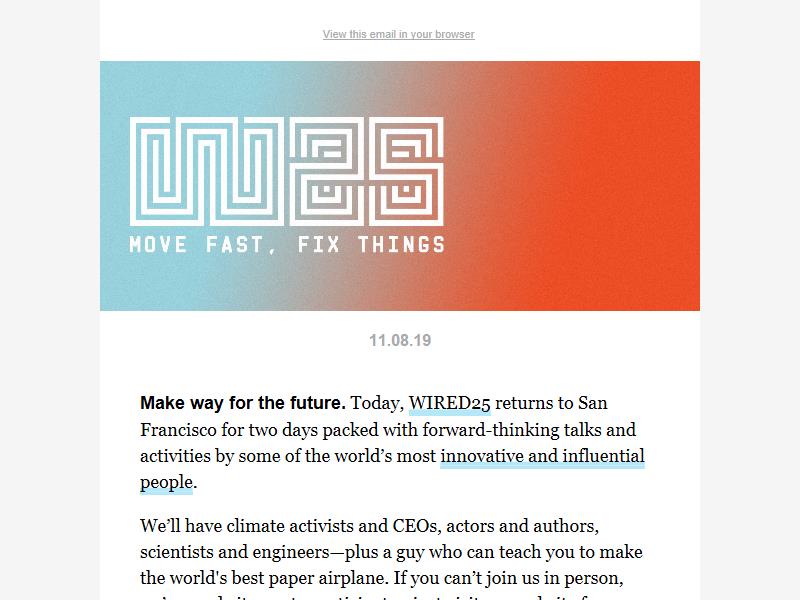 View this email in your browser
W25
MOVE FAST, FIX THINGS
11.08.19
Make way for the future. Today, WIRED25 returns to San
Francisco for two days packed with forward-thinking talks and
activities by some of the world’s most innovative and influential
people.
We’ll have climate activists and CEOs, actors and authors,
scientists and engineers—plus a guy who can teach you to make
the world's best paper airplane. If you can’t join us in person,